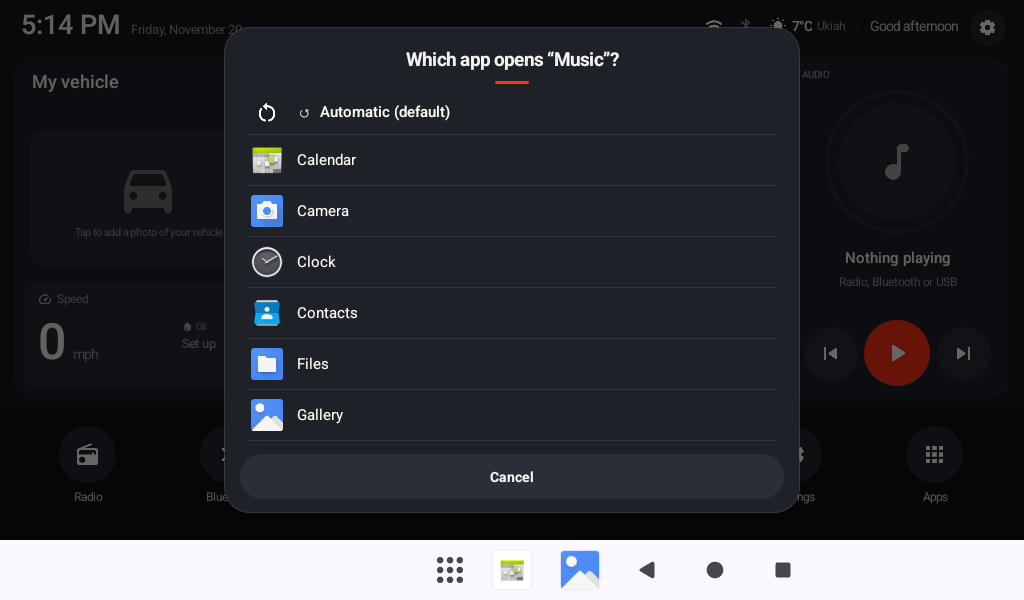 5:14 PM
Friday, November 20
7°C
Ukiah
Good afternoon
My vehicle
Which app opens “Music”?
AUDIO
Automatic (default)
Calendar
Camera
Clock
Contacts
Files
Gallery
Cancel
Tap to add a photo of your vehicle
Speed
0
mph
Oil
Set up
Nothing playing
Radio, Bluetooth or USB
Radio
Blue
ngs
Apps